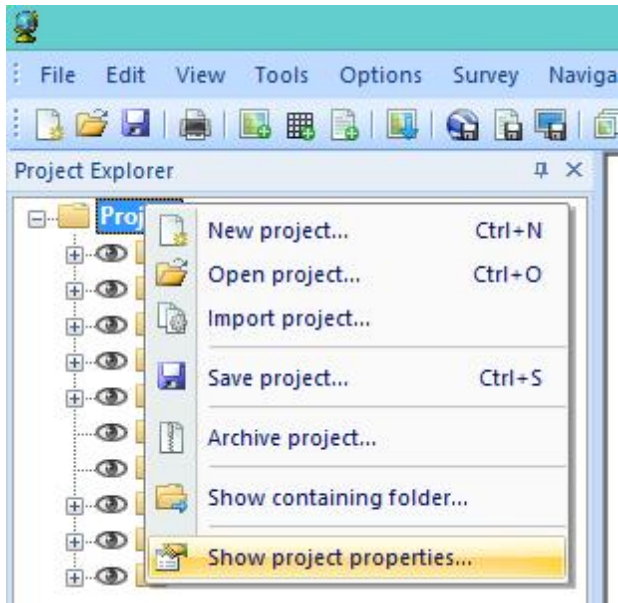 File Edit View Tools Options Survey Naviga
Project Explorer
Proj
New project... Ctrl+N
Open project... Ctrl+O
Import project...
Save project... Ctrl+S
Archive project...
Show containing folder...
Show project properties...